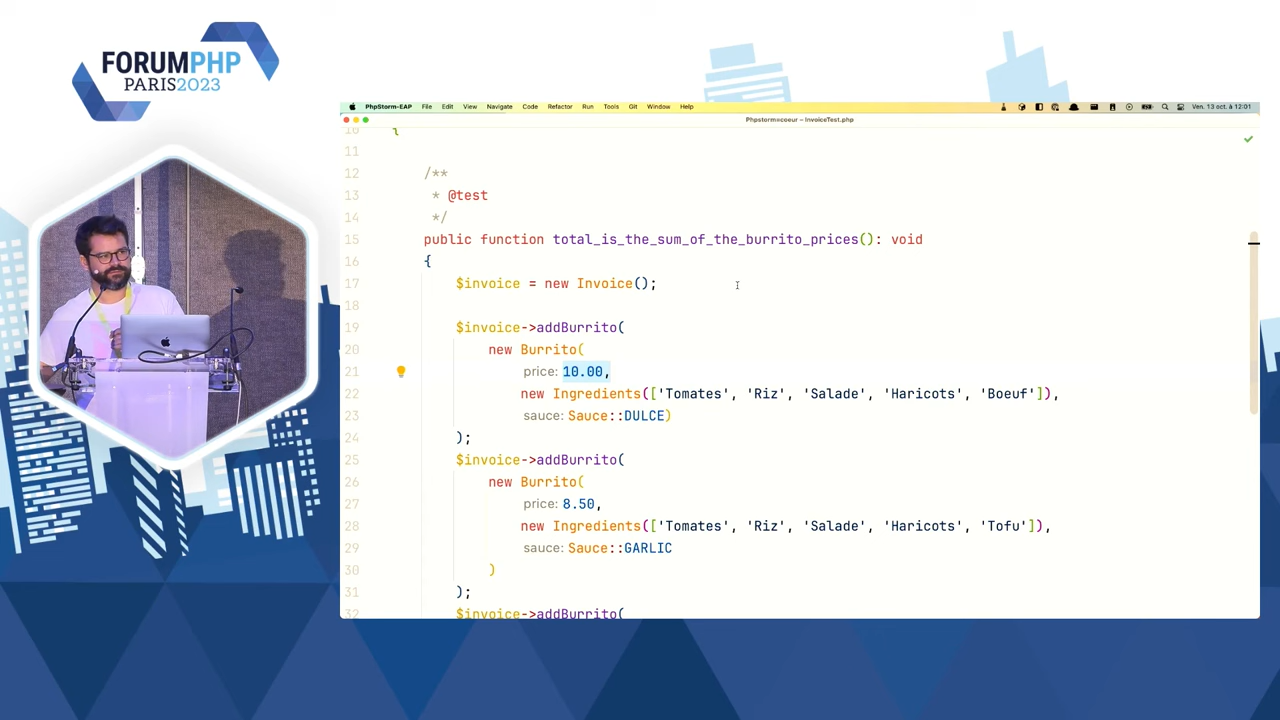 FORUMPHP
PARIS2023
PhpStorm-EAP File Edit View Navigate Code Refactor Run Tools Git Window Help Ven. 13 oct. à 12:01
Phpstorm≡coeur – InvoiceTest.php
10 {
11
12 /**
13 * @test
14 */
15 public function total_is_the_sum_of_the_burrito_prices(): void
16 {
17 $invoice = new Invoice();
18
19 $invoice->addBurrito(
20 new Burrito(
21 price: 10.00,
22 new Ingredients(['Tomates', 'Riz', 'Salade', 'Haricots', 'Boeuf']),
23 sauce: Sauce::DULCE)
24 );
25 $invoice->addBurrito(
26 new Burrito(
27 price: 8.50,
28 new Ingredients(['Tomates', 'Riz', 'Salade', 'Haricots', 'Tofu']),
29 sauce: Sauce::GARLIC
30 )
31 );
32 $invoice->addBurrito(